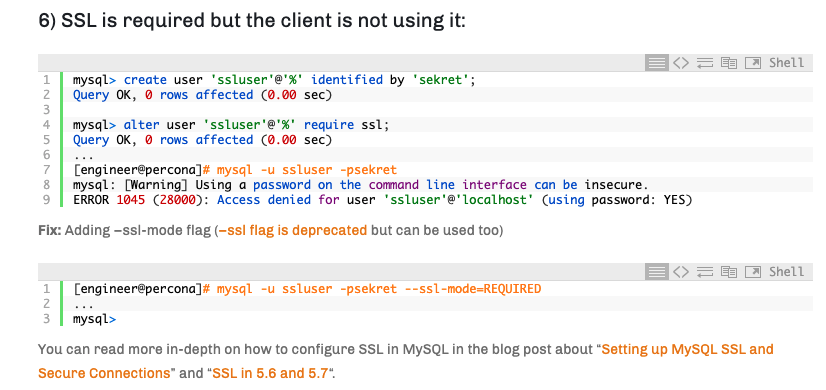 6) SSL is required but the client is not using it:
Shell
1 mysql> create user 'ssluser'@'%' identified by 'sekret';
2 Query OK, 0 rows affected (0.00 sec)
3
4 mysql> alter user 'ssluser'@'%' require ssl;
5 Query OK, 0 rows affected (0.00 sec)
6 ...
7 [engineer@percona]# mysql -u ssluser -psekret
8 mysql: [Warning] Using a password on the command line interface can be insecure.
9 ERROR 1045 (28000): Access denied for user 'ssluser'@'localhost' (using password: YES)
Fix: Adding –ssl-mode flag (–ssl flag is deprecated but can be used too)
Shell
1 [engineer@percona]# mysql -u ssluser -psekret --ssl-mode=REQUIRED
2 ...
3 mysql>
You can read more in-depth on how to configure SSL in MySQL in the blog post about “Setting up MySQL SSL and
Secure Connections” and “SSL in 5.6 and 5.7“.